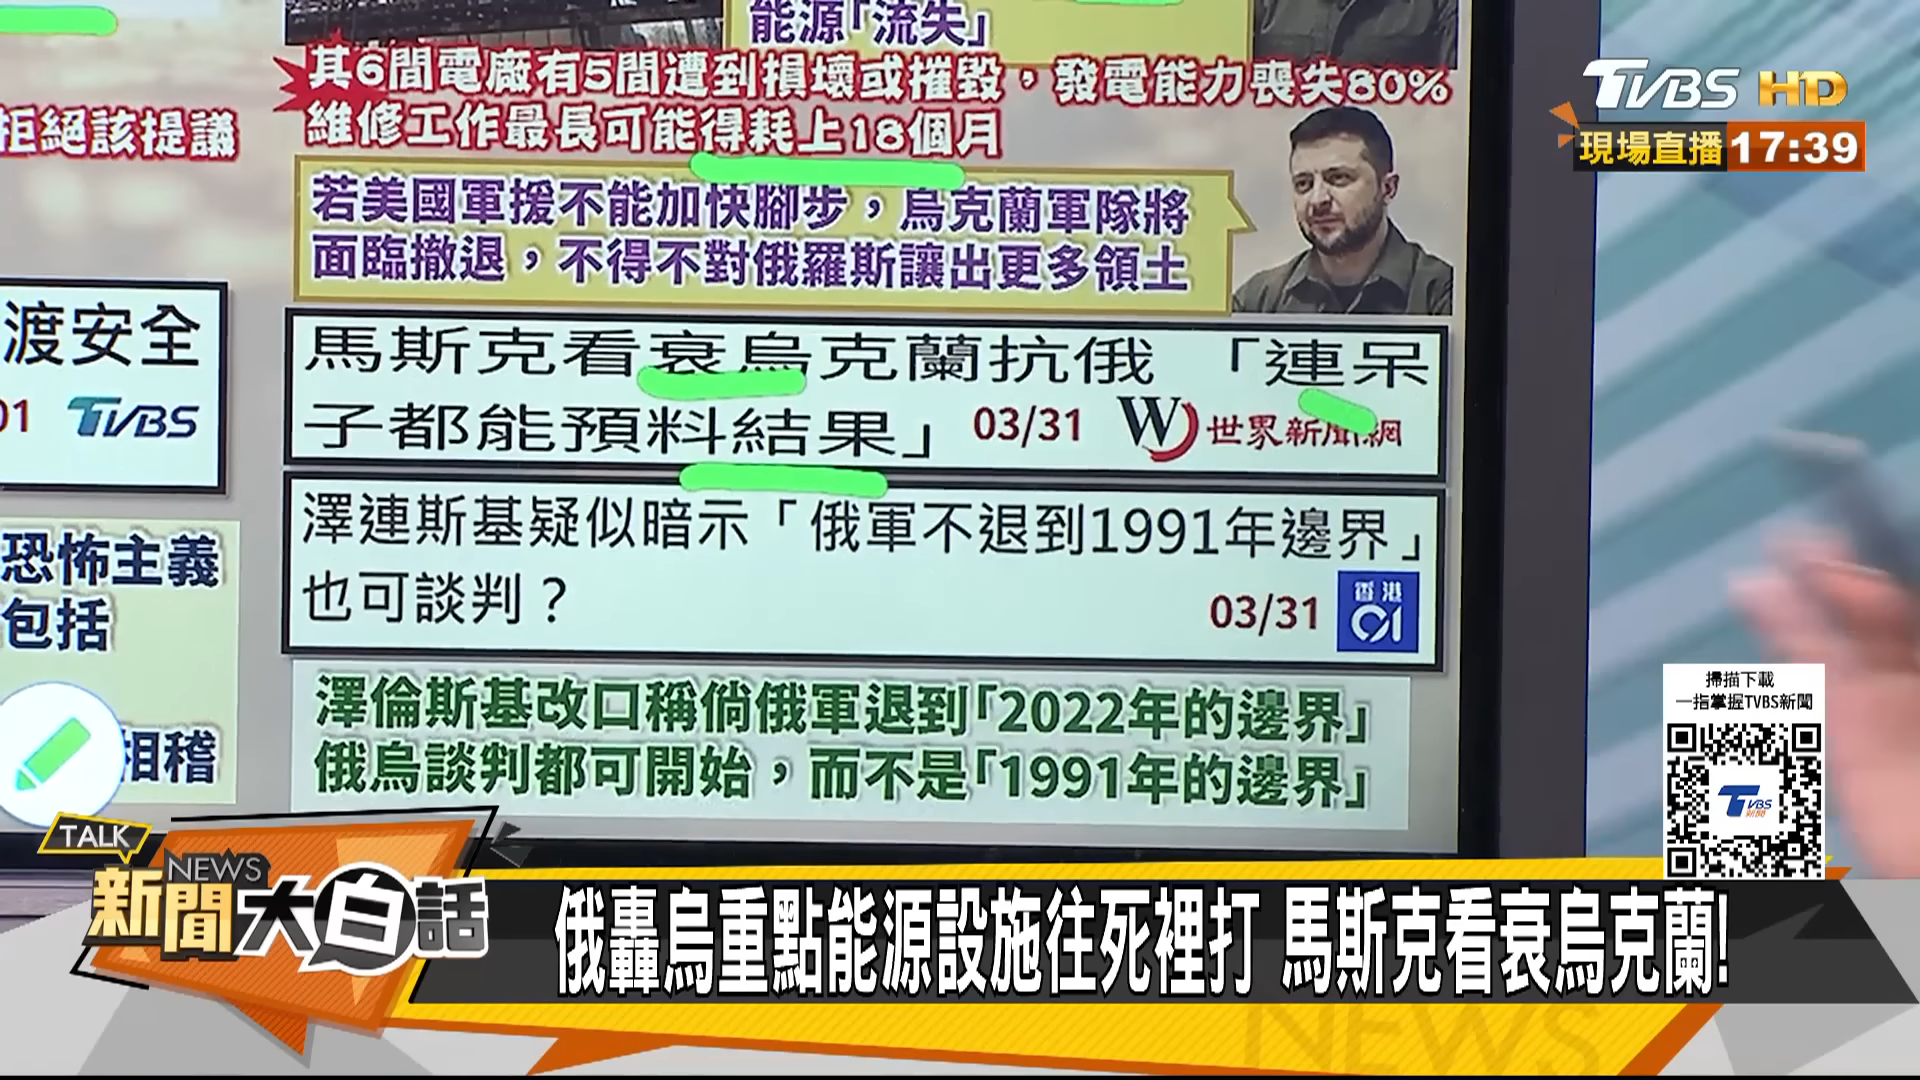 能源「流失」
其6間電廠有5間遭到損壞或摧毀，發電能力喪失80%
維修工作最長可能得耗上18個月
拒絕該提議
若美國軍援不能加快腳步，烏克蘭軍隊將
面臨撤退，不得不對俄羅斯讓出更多領土
TVBS HD
現場直播 17:39
渡安全
01 TVBS
馬斯克看衰烏克蘭抗俄 「連呆
子都能預料結果」 03/31 W 世界新聞網
澤連斯基疑似暗示「俄軍不退到1991年邊界」
也可談判？
03/31 香港01
恐怖主義
包括
相稽
澤倫斯基改口稱倘俄軍退到「2022年的邊界」
俄烏談判都可開始，而不是「1991年的邊界」
掃描下載
一指掌握TVBS新聞
TVBS
新聞
TALK
NEWS
新聞大白話
俄轟烏重點能源設施往死裡打 馬斯克看衰烏克蘭!
NEWS